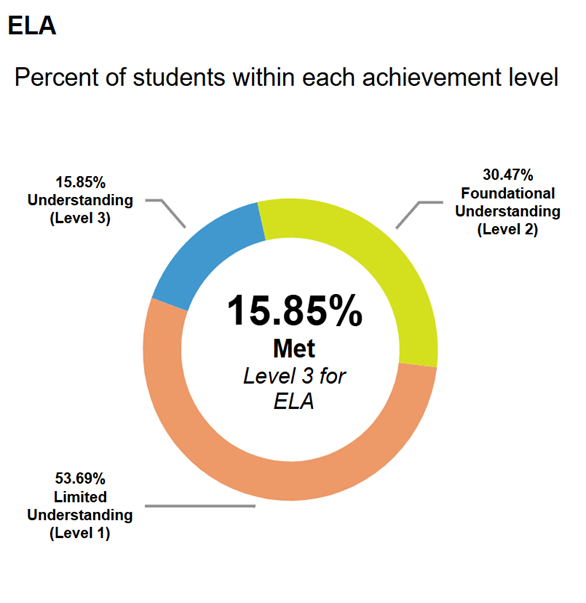 ELA
Percent of students within each achievement level
15.85%
Understanding
(Level 3)
30.47%
Foundational
Understanding
(Level 2)
15.85%
Met
Level 3 for
ELA
53.69%
Limited
Understanding
(Level 1)